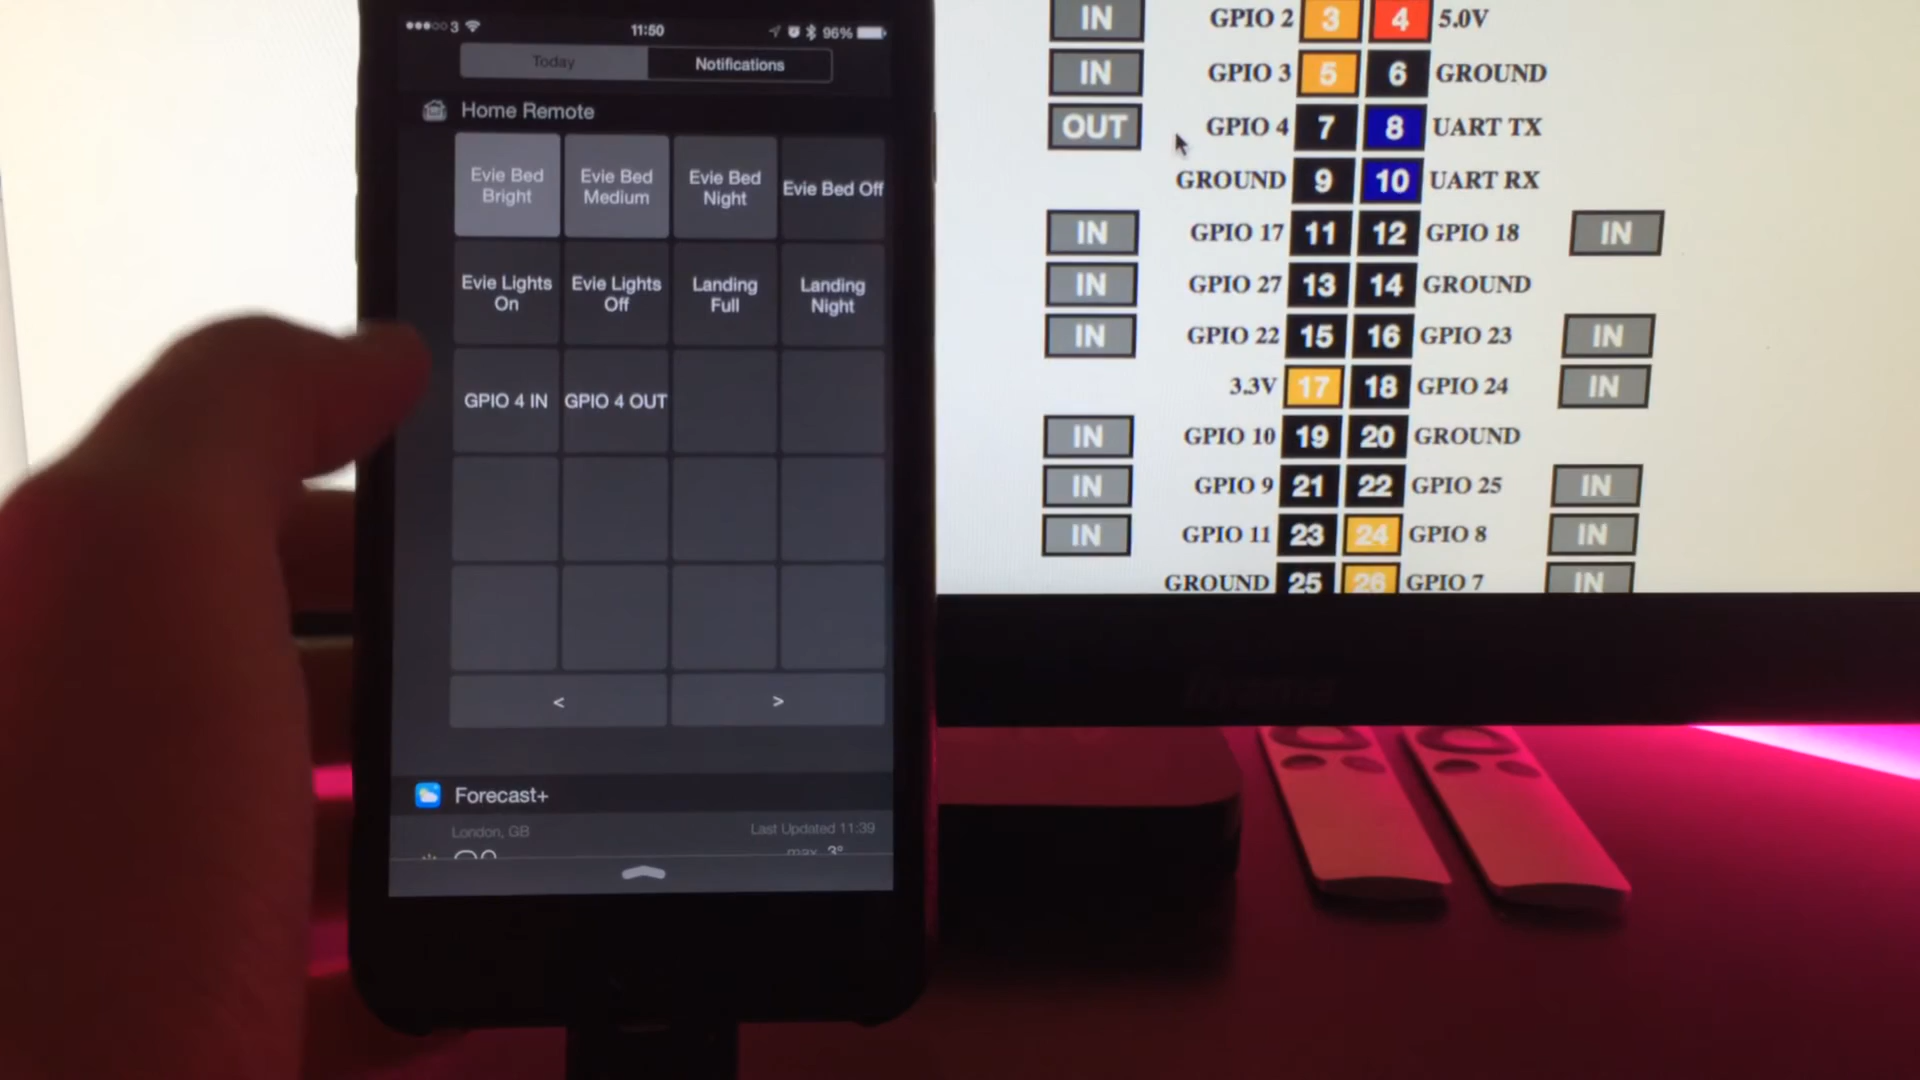 3 11:50 96%
Today Notifications
Home Remote
Evie Bed Bright
Evie Bed Medium
Evie Bed Night
Evie Bed Off
Evie Lights On
Evie Lights Off
Landing Full
Landing Night
GPIO 4 IN
GPIO 4 OUT
< >
Forecast+
London, GB Last Updated 11:39
max 3°
IN GPIO 2 3 4 5.0V
IN GPIO 3 5 6 GROUND
OUT GPIO 4 7 8 UART TX
GROUND 9 10 UART RX
IN GPIO 17 11 12 GPIO 18 IN
IN GPIO 27 13 14 GROUND
IN GPIO 22 15 16 GPIO 23 IN
3.3V 17 18 GPIO 24 IN
IN GPIO 10 19 20 GROUND
IN GPIO 9 21 22 GPIO 25 IN
IN GPIO 11 23 24 GPIO 8 IN
GROUND 25 26 GPIO 7 IN